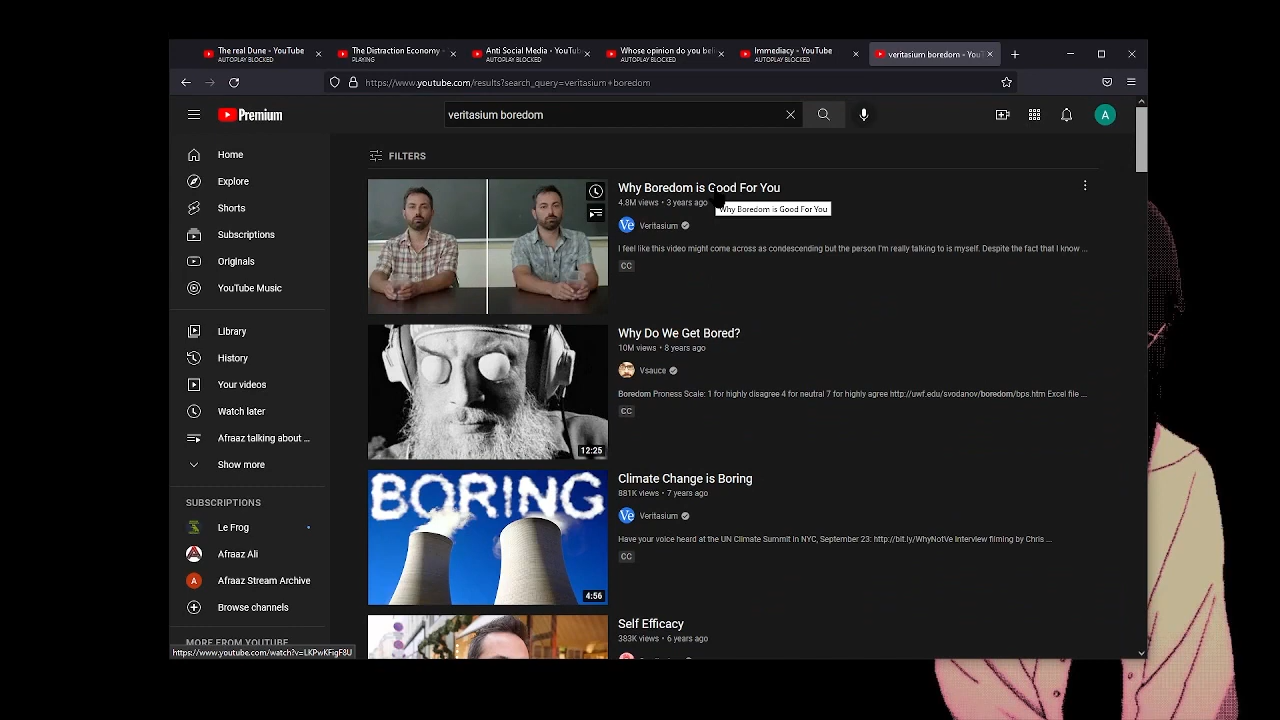 The real Dune - YouTube
AUTOPLAY BLOCKED
The Distraction Economy -
PLAYING
Anti Social Media - YouTub
AUTOPLAY BLOCKED
Whose opinion do you beli
AUTOPLAY BLOCKED
Immediacy - YouTube
AUTOPLAY BLOCKED
veritasium boredom - YouT
https://www.youtube.com/results?search_query=veritasium+boredom
Premium
veritasium boredom
A
Home
Explore
Shorts
Subscriptions
Originals
YouTube Music
Library
History
Your videos
Watch later
Afraaz talking about ...
Show more
SUBSCRIPTIONS
Le Frog
Afraaz Ali
A
Afraaz Stream Archive
Browse channels
MORE FROM YOUTUBE
https://www.youtube.com/watch?v=LKPwKFigF8U
FILTERS
Why Boredom is Good For You
4.8M views • 3 years ago
Why Boredom is Good For You
Ve
Veritasium
I feel like this video might come across as condescending but the person I'm really talking to is myself. Despite the fact that I know ...
CC
12:25
Why Do We Get Bored?
10M views • 8 years ago
Vsauce
Boredom Proness Scale: 1 for highly disagree 4 for neutral 7 for highly agree http://uwf.edu/svodanov/boredom/bps.htm Excel file ...
CC
BORING
4:56
Climate Change is Boring
881K views • 7 years ago
Ve
Veritasium
Have your voice heard at the UN Climate Summit in NYC, September 23: http://bit.ly/WhyNotVe Interview filming by Chris ...
CC
Self Efficacy
383K views • 6 years ago